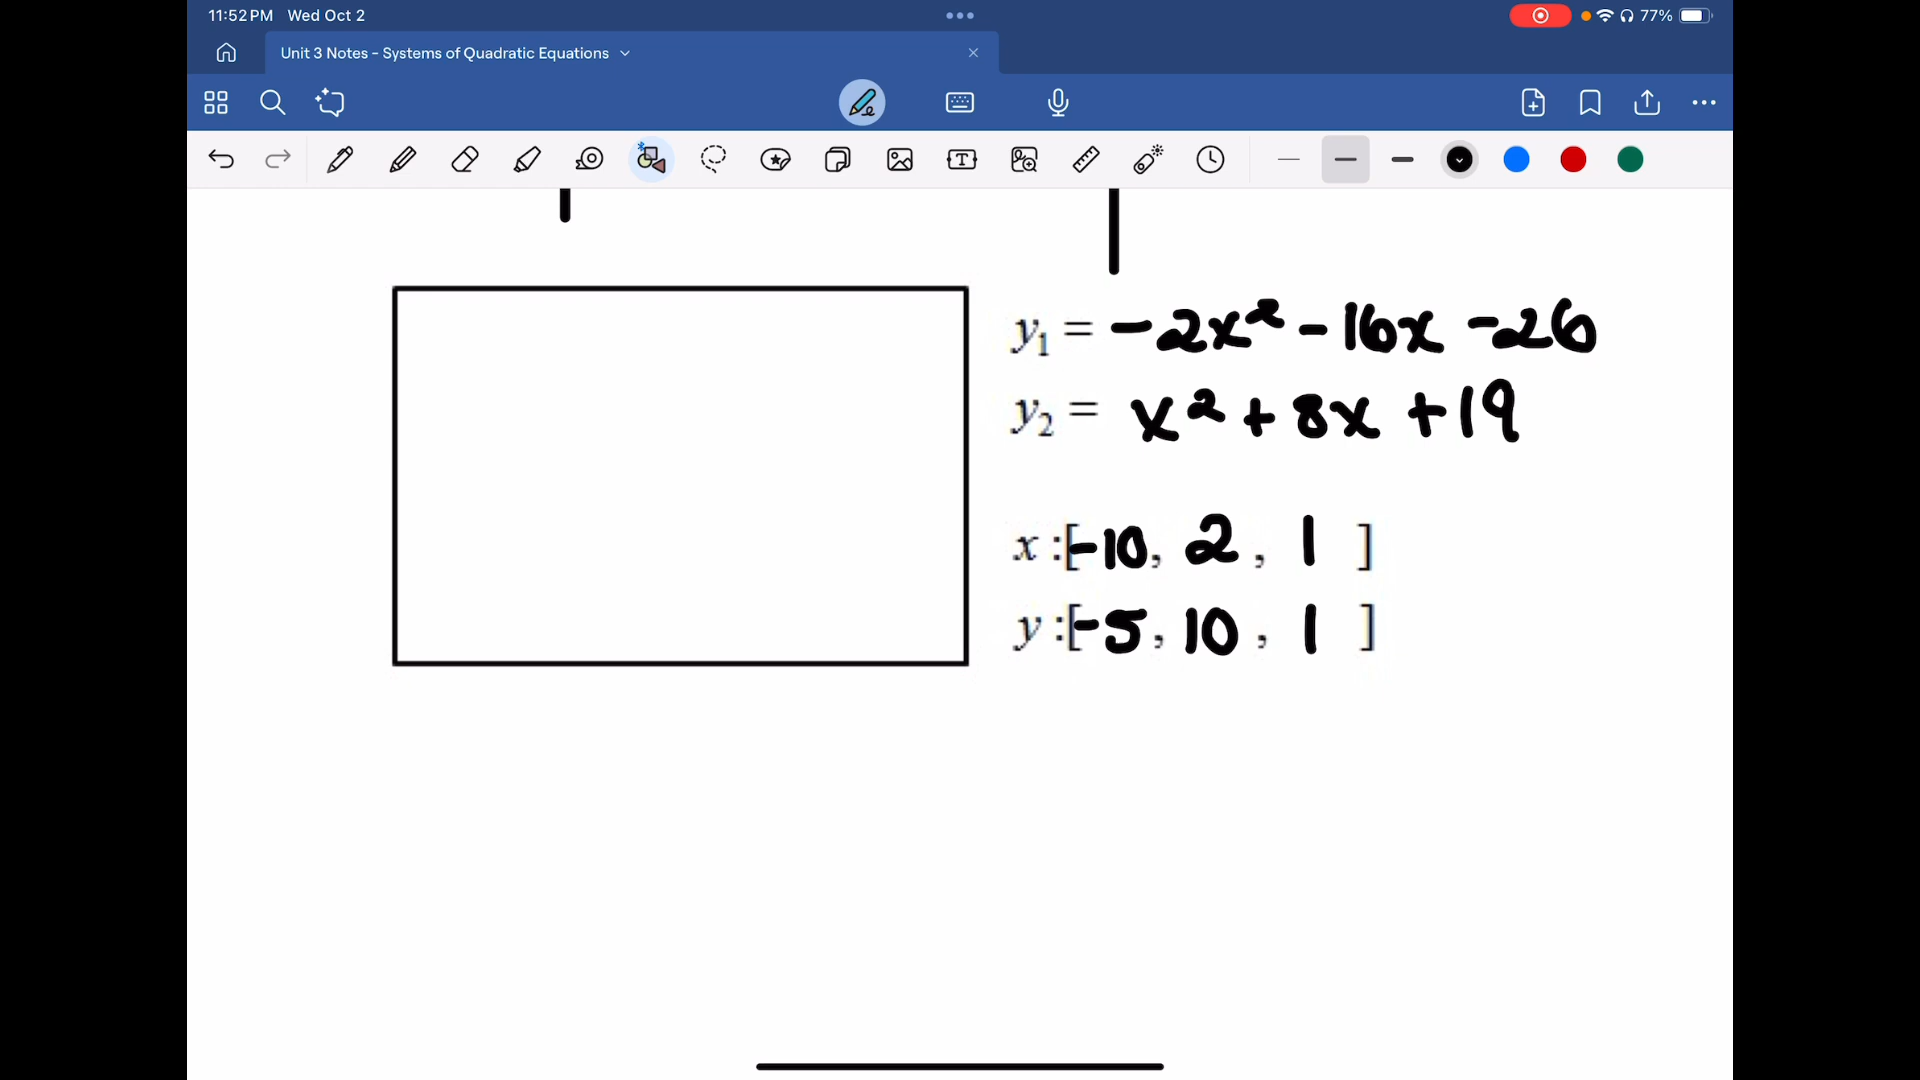 11:52 PM Wed Oct 2
77%
Unit 3 Notes - Systems of Quadratic Equations
y₁ = -2x² - 16x - 26
y₂ = x² + 8x + 19
x : [-10, 2, 1 ]
y : [-5, 10, 1 ]